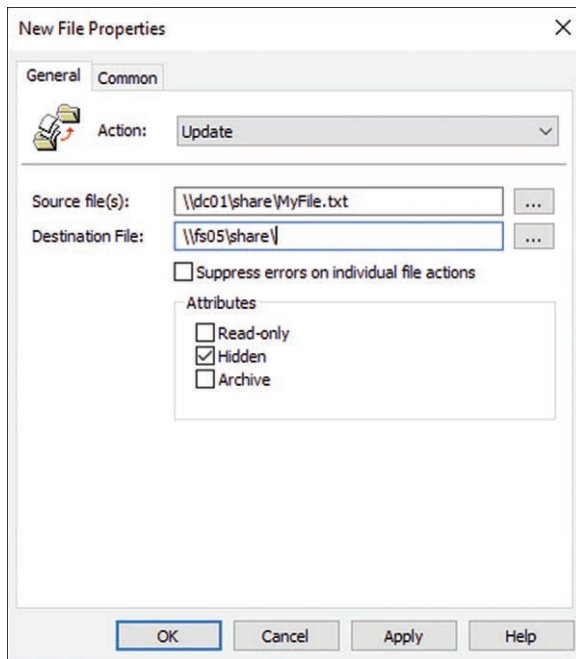 New File Properties
General Common
Action: Update
Source file(s): \\dc01\share\MyFile.txt ...
Destination File: \\fs05\share\ ...
Suppress errors on individual file actions
Attributes
Read-only
Hidden
Archive
OK Cancel Apply Help